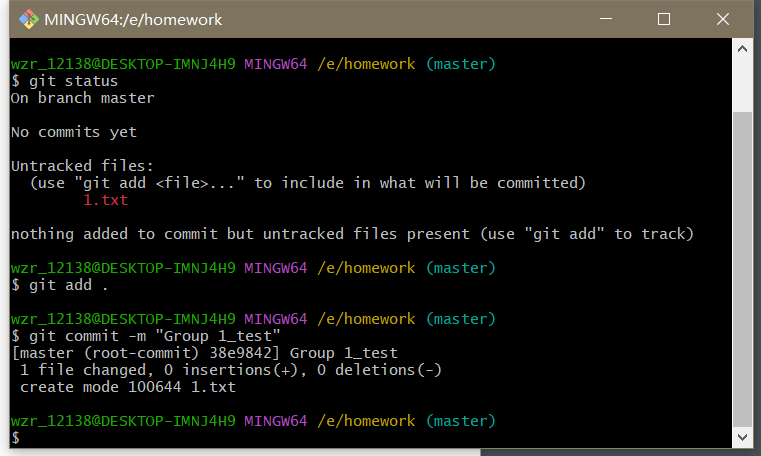 MINGW64:/e/homework
wzr_12138@DESKTOP-IMNJ4H9 MINGW64 /e/homework (master)
$ git status
On branch master
No commits yet
Untracked files:
  (use "git add <file>..." to include in what will be committed)
        1.txt
nothing added to commit but untracked files present (use "git add" to track)
wzr_12138@DESKTOP-IMNJ4H9 MINGW64 /e/homework (master)
$ git add .
wzr_12138@DESKTOP-IMNJ4H9 MINGW64 /e/homework (master)
$ git commit -m "Group 1_test"
[master (root-commit) 38e9842] Group 1_test
 1 file changed, 0 insertions(+), 0 deletions(-)
 create mode 100644 1.txt
wzr_12138@DESKTOP-IMNJ4H9 MINGW64 /e/homework (master)
$